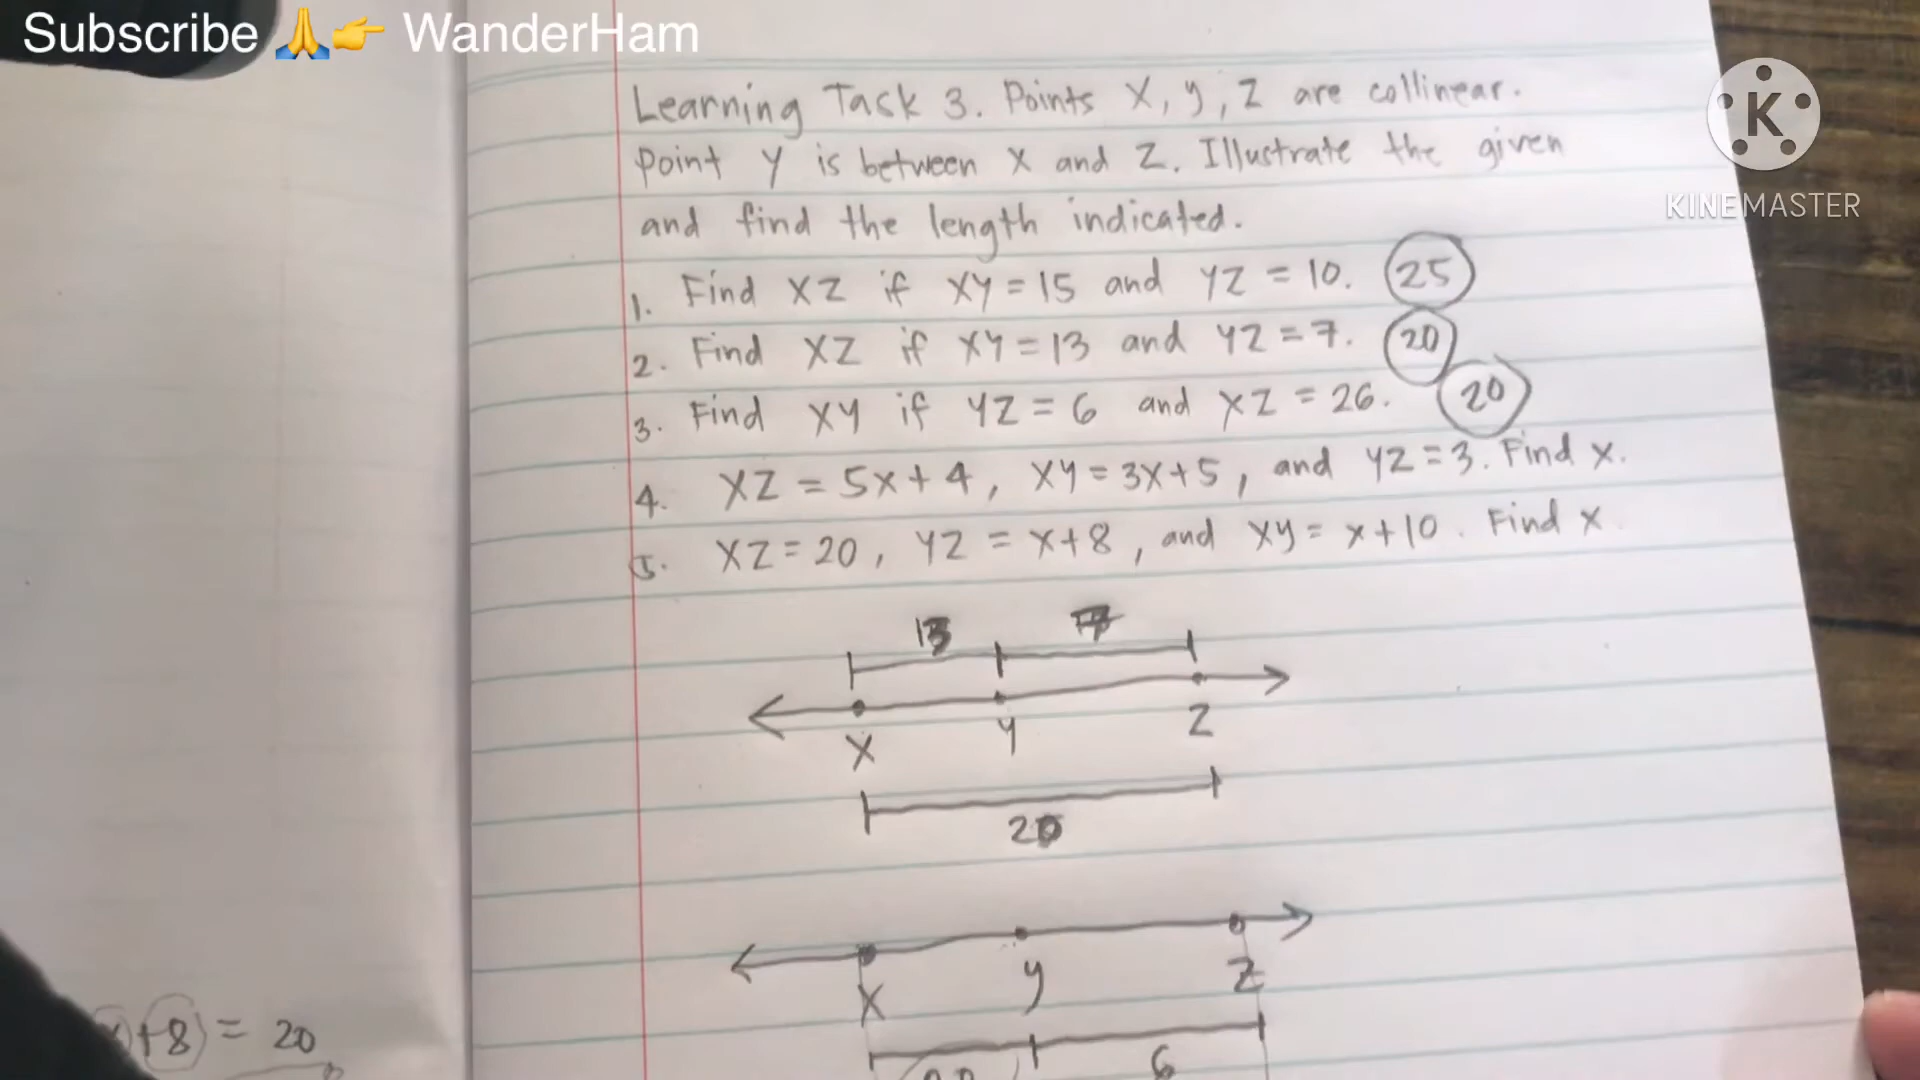 Subscribe 🙏👉 WanderHam
K
KINEMASTER
Learning Task 3. Points X, Y, Z are collinear.
Point Y is between X and Z. Illustrate the given
and find the length indicated.
1. Find XZ if XY = 15 and YZ = 10. 25
2. Find XZ if XY = 13 and YZ = 7. 20
3. Find XY if YZ = 6 and XZ = 26. 20
4. XZ = 5x + 4, XY = 3x + 5, and YZ = 3. Find x.
5. XZ = 20, YZ = x + 8, and XY = x + 10. Find x
13 7
X Y Z
20
X Y Z
6
+8) = 20